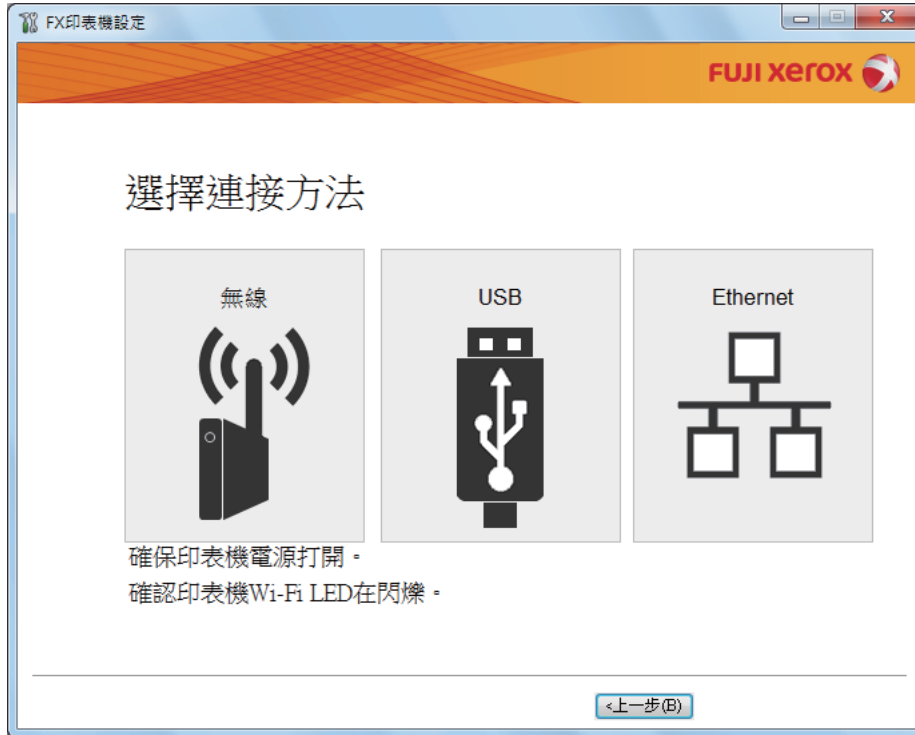 FX印表機設定
FUJI xerox
選擇連接方法
無線
USB
Ethernet
確保印表機電源打開。
確認印表機Wi-Fi LED在閃爍。
<上一步(B)